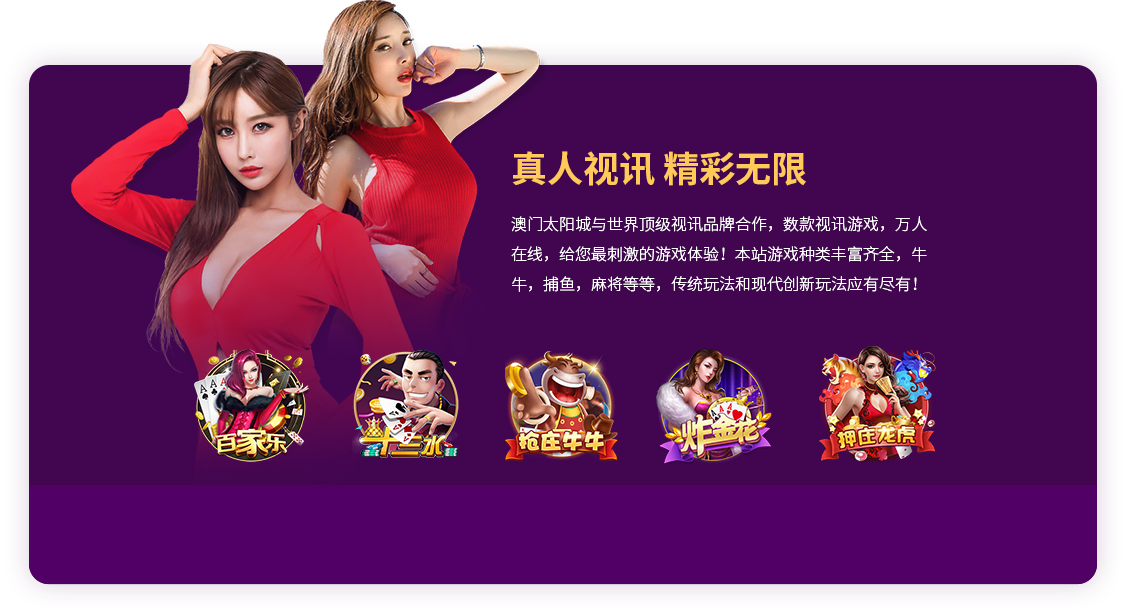 真人视讯 精彩无限
澳门太阳城与世界顶级视讯品牌合作，数款视讯游戏，万人
在线，给您最刺激的游戏体验！本站游戏种类丰富齐全，牛
牛，捕鱼，麻将等等，传统玩法和现代创新玩法应有尽有！
百家乐
十三水
抢庄牛牛
炸金花
押庄龙虎